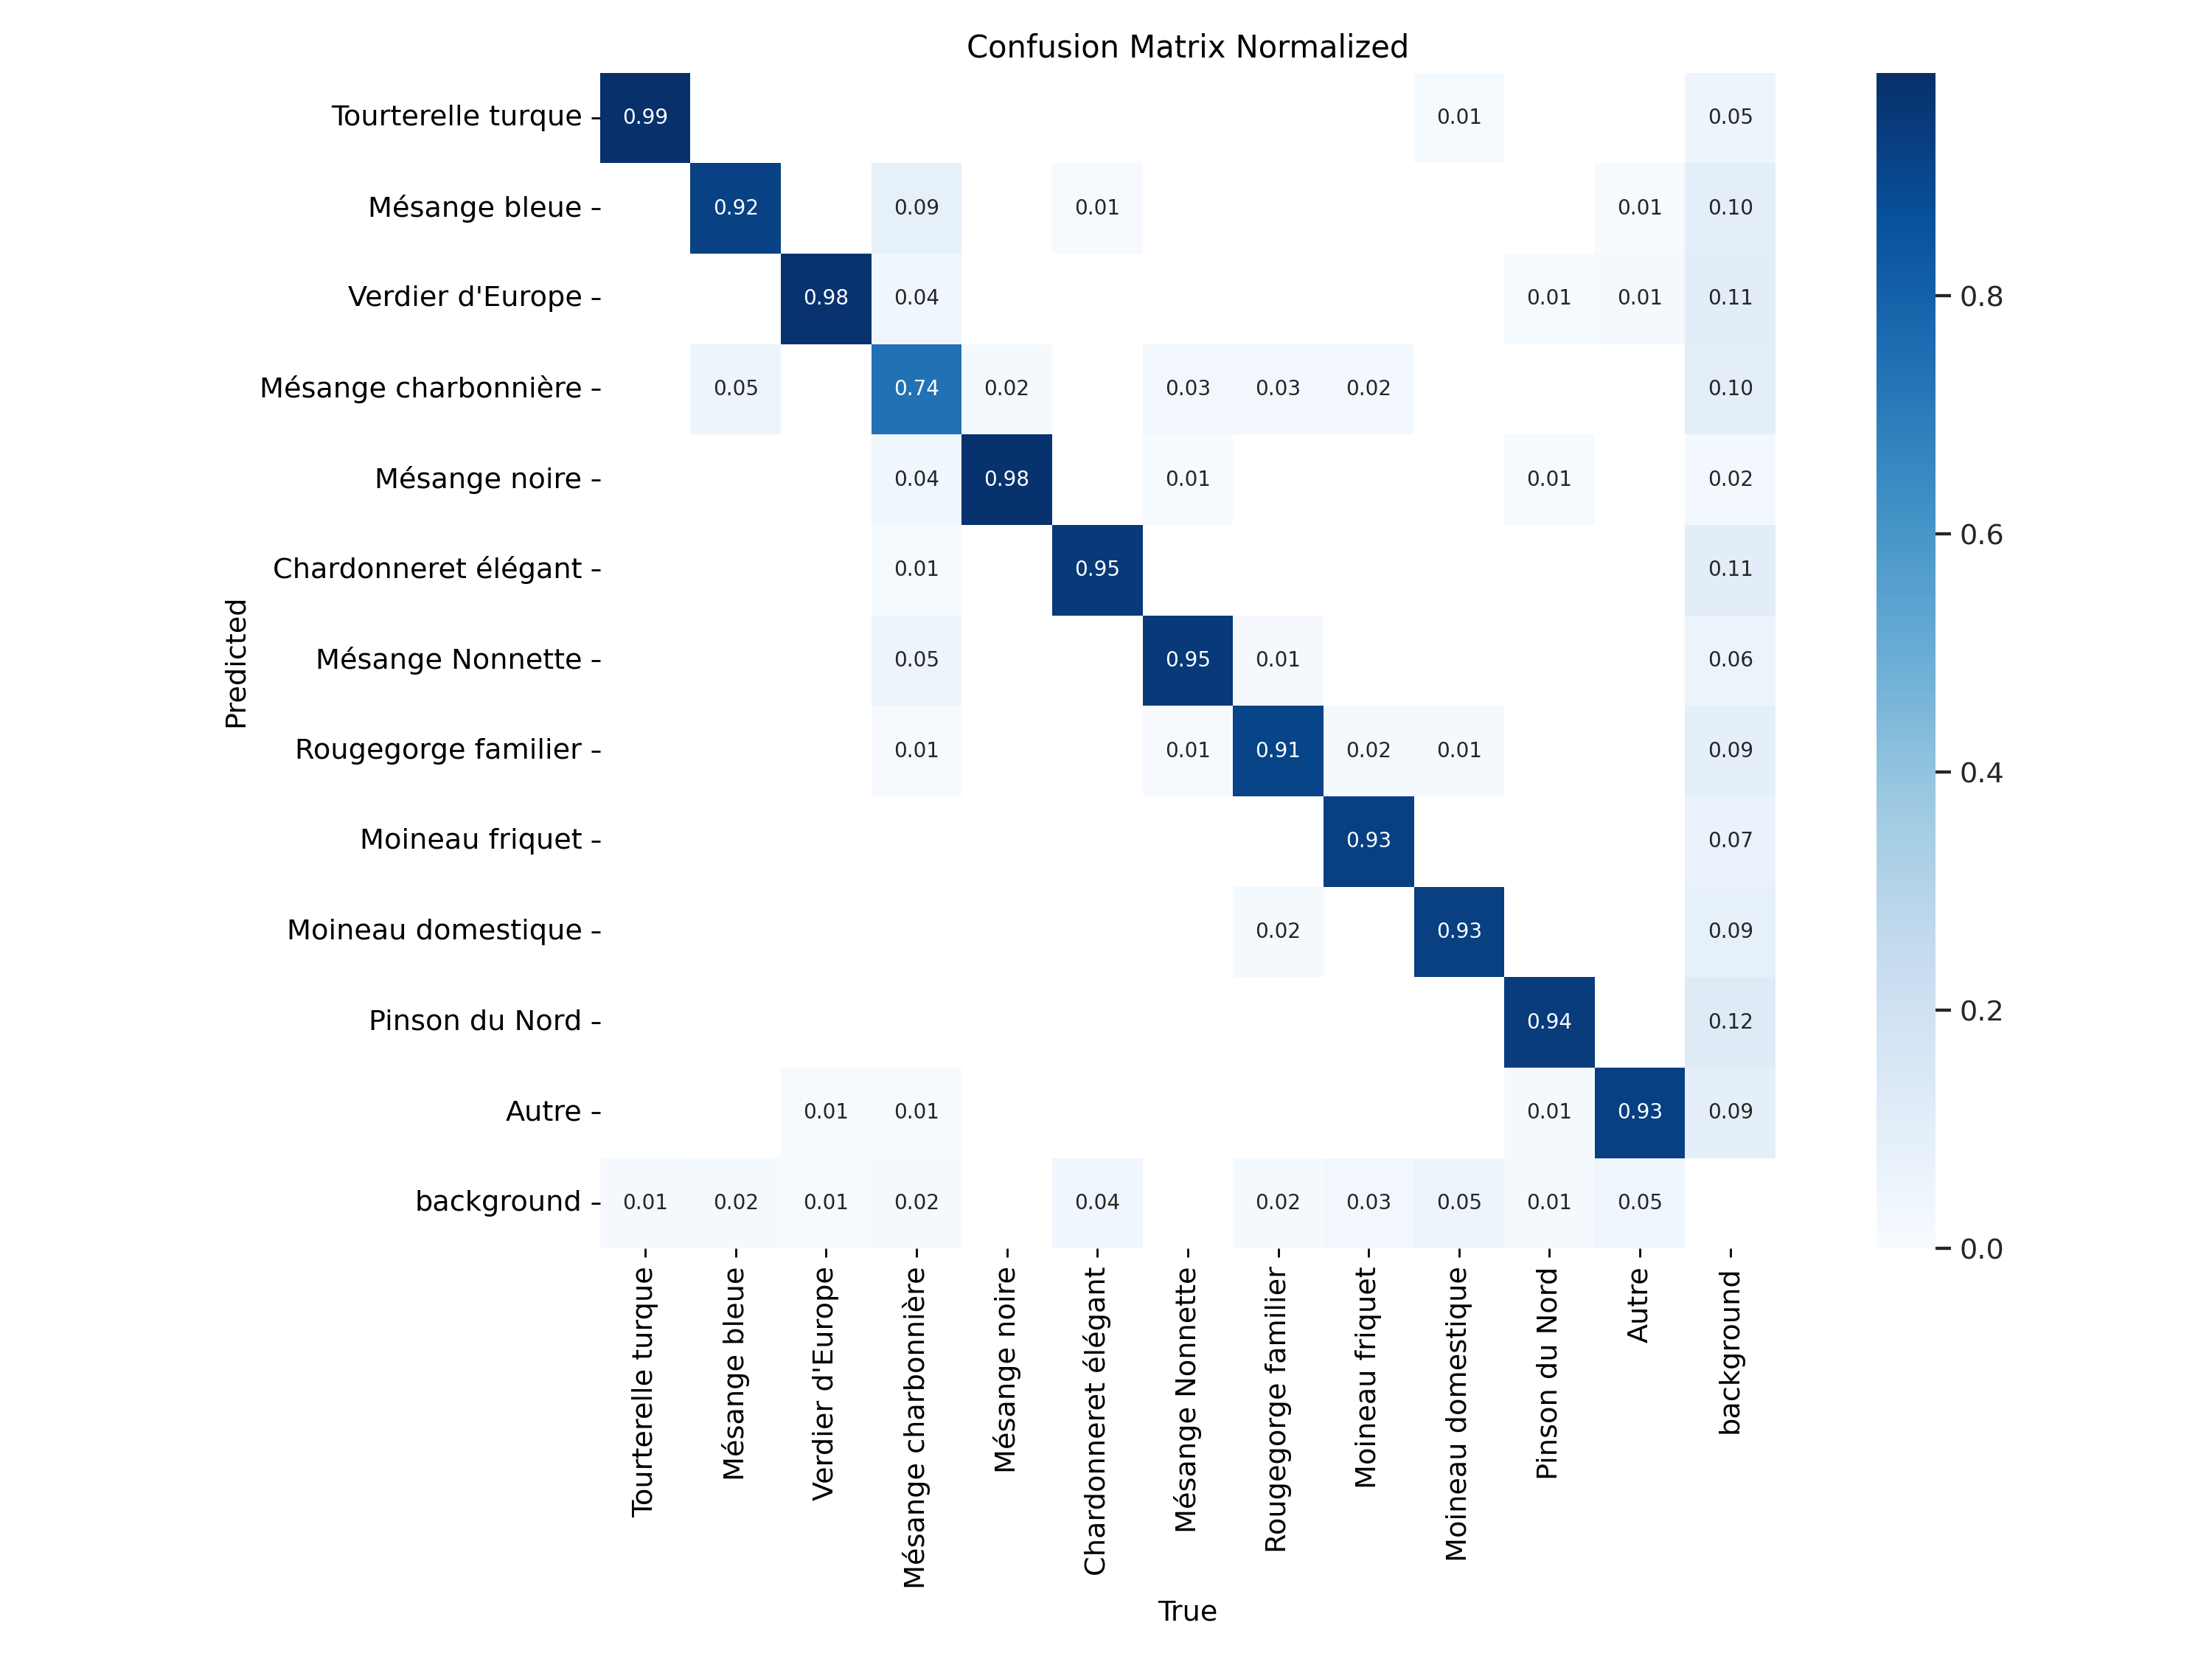 Confusion Matrix Normalized
Tourterelle turque 0.99 0.01 0.05
Mésange bleue 0.92 0.09 0.01 0.01 0.10
Verdier d'Europe 0.98 0.04 0.01 0.01 0.11
Mésange charbonnière 0.05 0.74 0.02 0.03 0.03 0.02 0.10
Mésange noire 0.04 0.98 0.01 0.01 0.02
Chardonneret élégant 0.01 0.95 0.11
Mésange Nonnette 0.05 0.95 0.01 0.06
Rougegorge familier 0.01 0.01 0.91 0.02 0.01 0.09
Moineau friquet 0.93 0.07
Moineau domestique 0.02 0.93 0.09
Pinson du Nord 0.94 0.12
Autre 0.01 0.01 0.01 0.93 0.09
background 0.01 0.02 0.01 0.02 0.04 0.02 0.03 0.05 0.01 0.05
Predicted
Tourterelle turque
Mésange bleue
Verdier d'Europe
Mésange charbonnière
Mésange noire
Chardonneret élégant
Mésange Nonnette
Rougegorge familier
Moineau friquet
Moineau domestique
Pinson du Nord
Autre
background
True
0.8
0.6
0.4
0.2
0.0